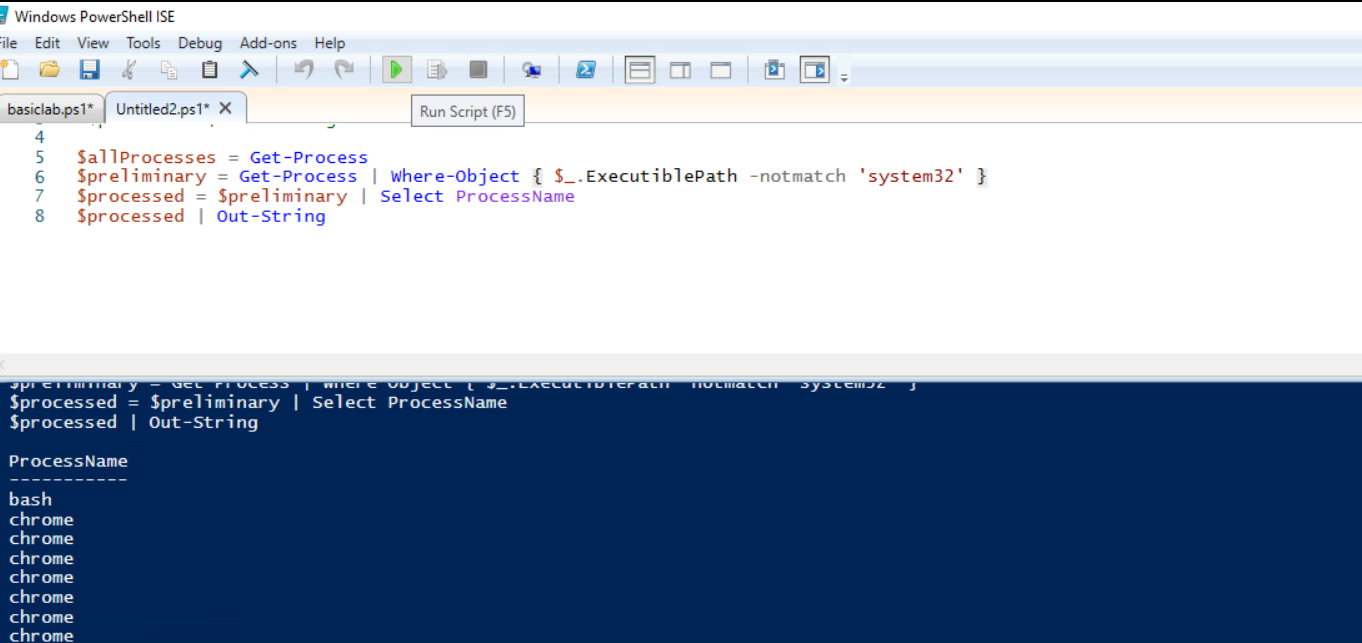 Windows PowerShell ISE
File Edit View Tools Debug Add-ons Help
basiclab.ps1* Untitled2.ps1* X
Run Script (F5)
4
5 $allProcesses = Get-Process
6 $preliminary = Get-Process | Where-Object { $_.ExecutiblePath -notmatch 'system32' }
7 $processed = $preliminary | Select ProcessName
8 $processed | Out-String
$preliminary = Get-Process | Where-Object { $_.ExecutiblePath -notmatch 'system32' }
$processed = $preliminary | Select ProcessName
$processed | Out-String
ProcessName
-----------
bash
chrome
chrome
chrome
chrome
chrome
chrome
chrome